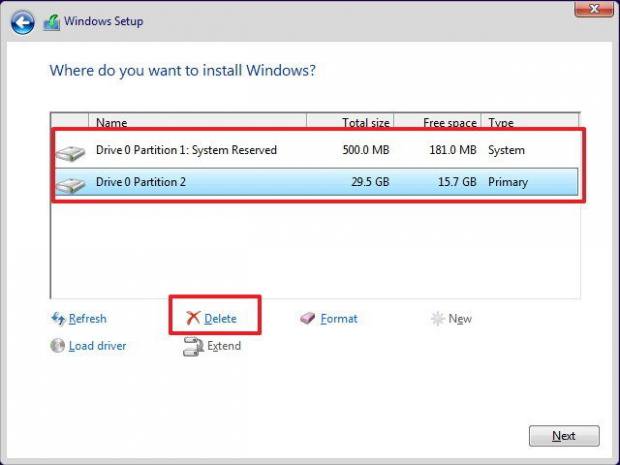 Windows Setup
Where do you want to install Windows?
Name Total size Free space Type
Drive 0 Partition 1: System Reserved 500.0 MB 181.0 MB System
Drive 0 Partition 2 29.5 GB 15.7 GB Primary
Refresh Delete Format New
Load driver Extend
Next